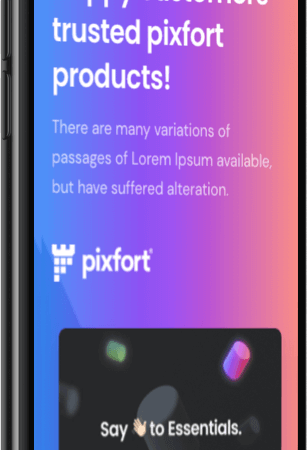 trusted pixfort
products!
There are many variations of
passages of Lorem Ipsum available,
but have suffered alteration.
pixfort®
Say 👋🏻 to Essentials.